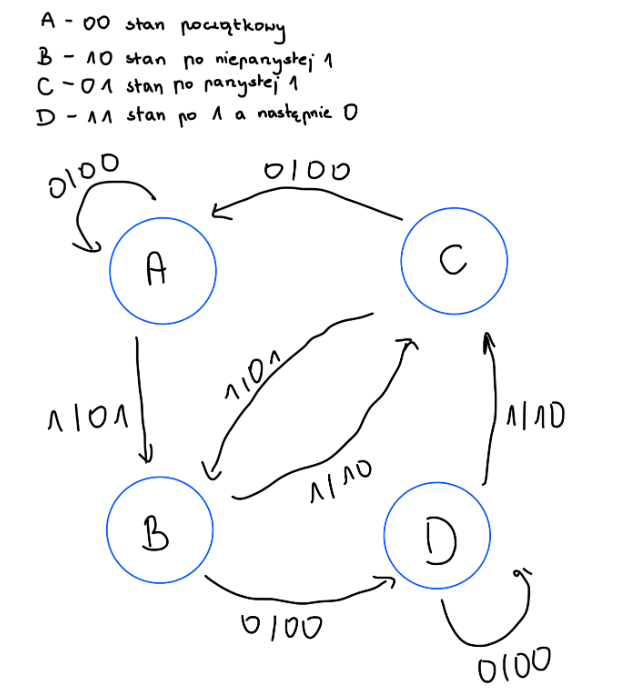 A - 00 stan początkowy
B - 10 stan po nieparzystej 1
C - 01 stan po parzystej 1
D - 11 stan po 1 a następnie 0
0/00
0/00
A
C
1/01
1/01
1/10
1/10
B
D
0/00
0/00